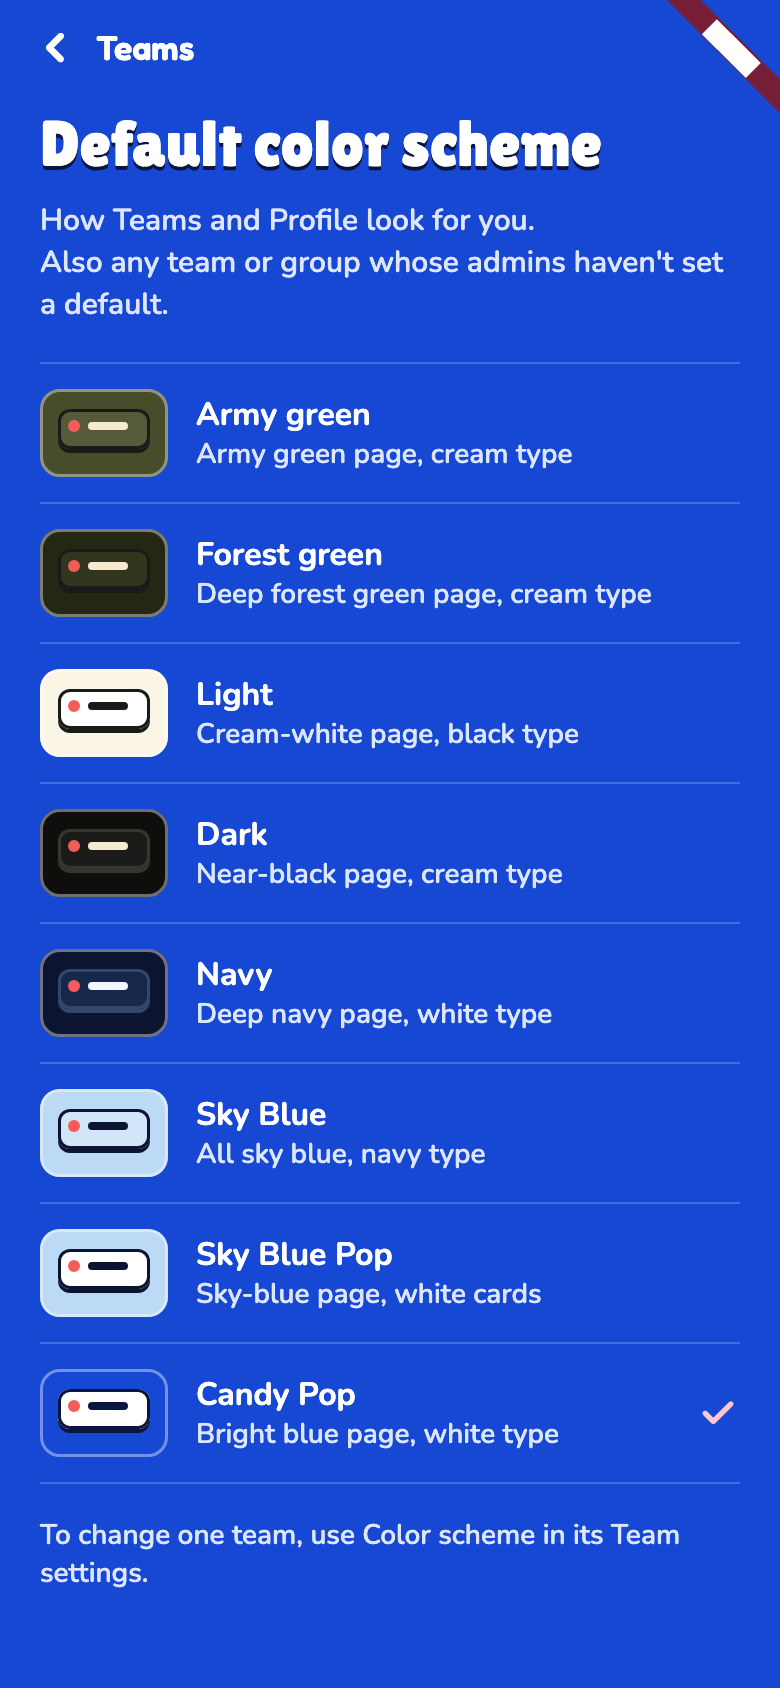 Teams
Default color scheme
How Teams and Profile look for you.
Also any team or group whose admins haven't set
a default.
Army green
Army green page, cream type
Forest green
Deep forest green page, cream type
Light
Cream-white page, black type
Dark
Near-black page, cream type
Navy
Deep navy page, white type
Sky Blue
All sky blue, navy type
Sky Blue Pop
Sky-blue page, white cards
Candy Pop
Bright blue page, white type
To change one team, use Color scheme in its Team
settings.